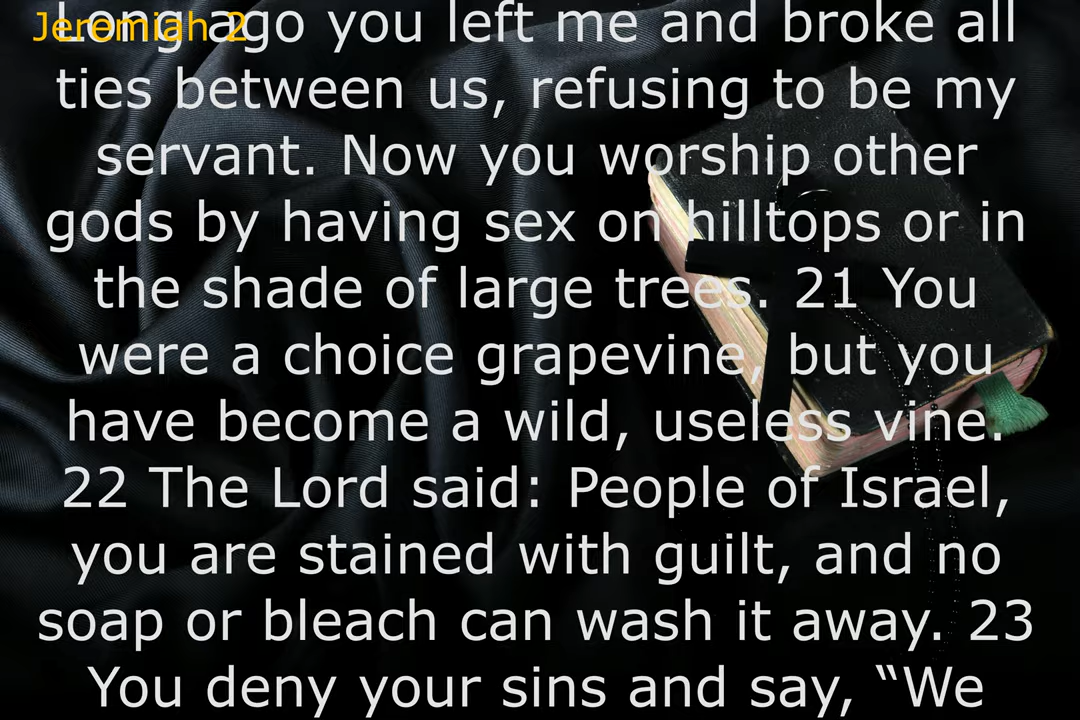 Jeremiah 2
Long ago you left me and broke all
ties between us, refusing to be my
servant. Now you worship other
gods by having sex on hilltops or in
the shade of large trees. 21 You
were a choice grapevine, but you
have become a wild, useless vine.
22 The Lord said: People of Israel,
you are stained with guilt, and no
soap or bleach can wash it away. 23
You deny your sins and say, “We